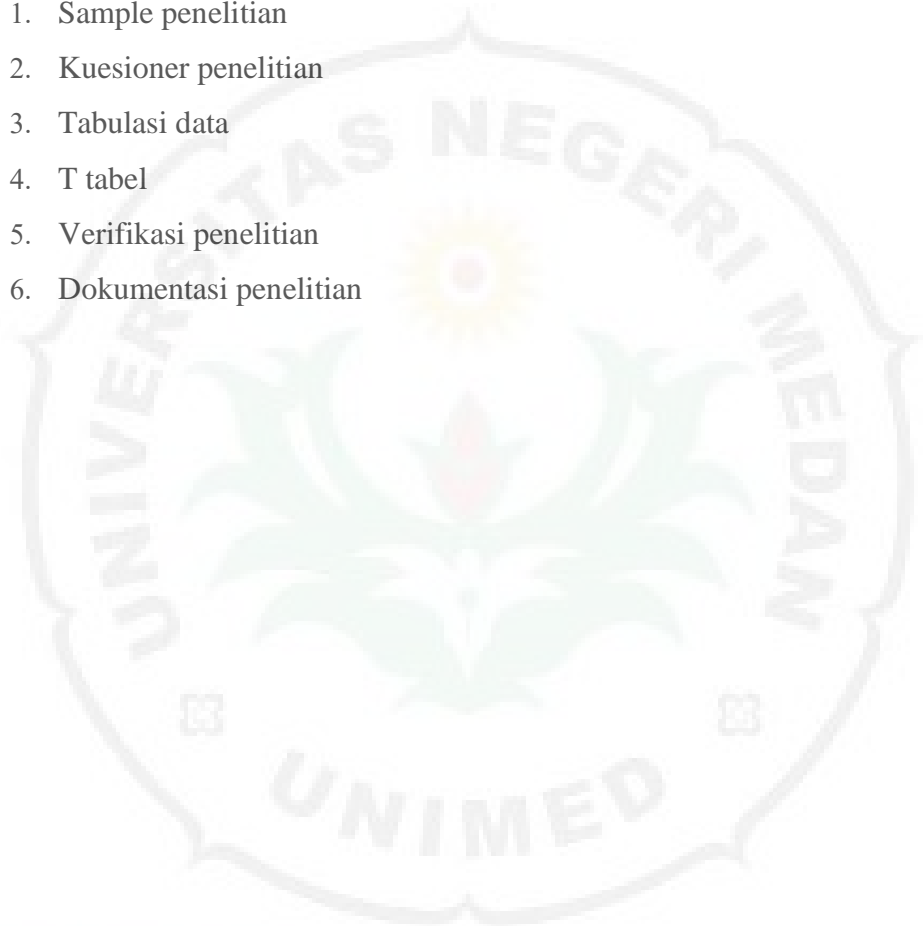 1. Sample penelitian
2. Kuesioner penelitian
3. Tabulasi data
4. T tabel
5. Verifikasi penelitian
6. Dokumentasi penelitian
UNIVERSITAS NEGERI MEDAN
UNIMED